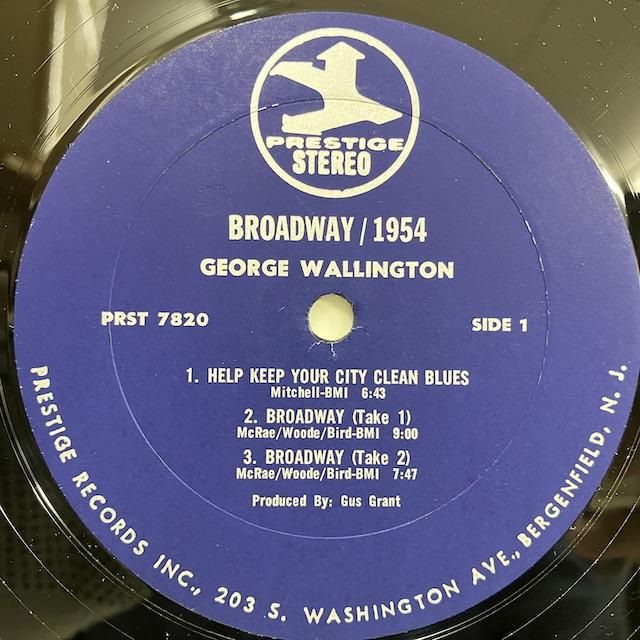 PRESTIGE
STEREO
BROADWAY / 1954
GEORGE WALLINGTON
PRST 7820
SIDE 1
1. HELP KEEP YOUR CITY CLEAN BLUES
Mitchell-BMI 6:43
2. BROADWAY (Take 1)
McRae/Woode/Bird-BMI 9:00
3. BROADWAY (Take 2)
McRae/Woode/Bird-BMI 7:47
Produced By: Gus Grant
PRESTIGE RECORDS INC., 203 S. WASHINGTON AVE., BERGENFIELD, N. J.